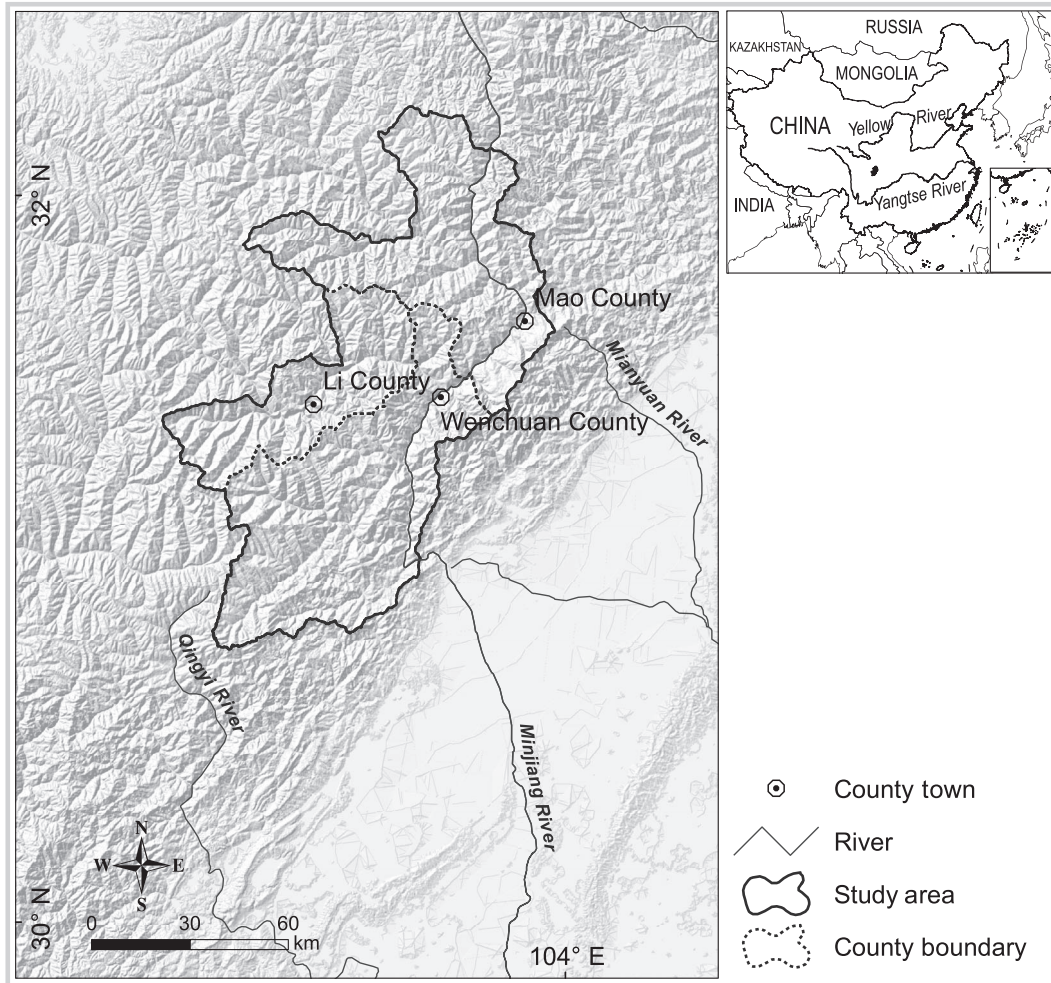 32° N
30° N
104° E
Mao County
Li County
Wenchuan County
Mianyuan River
Qingyi River
Minjiang River
N
W E
S
0 30 60
km
RUSSIA
KAZAKHSTAN
MONGOLIA
CHINA
Yellow River
INDIA
Yangtse River
County town
River
Study area
County boundary